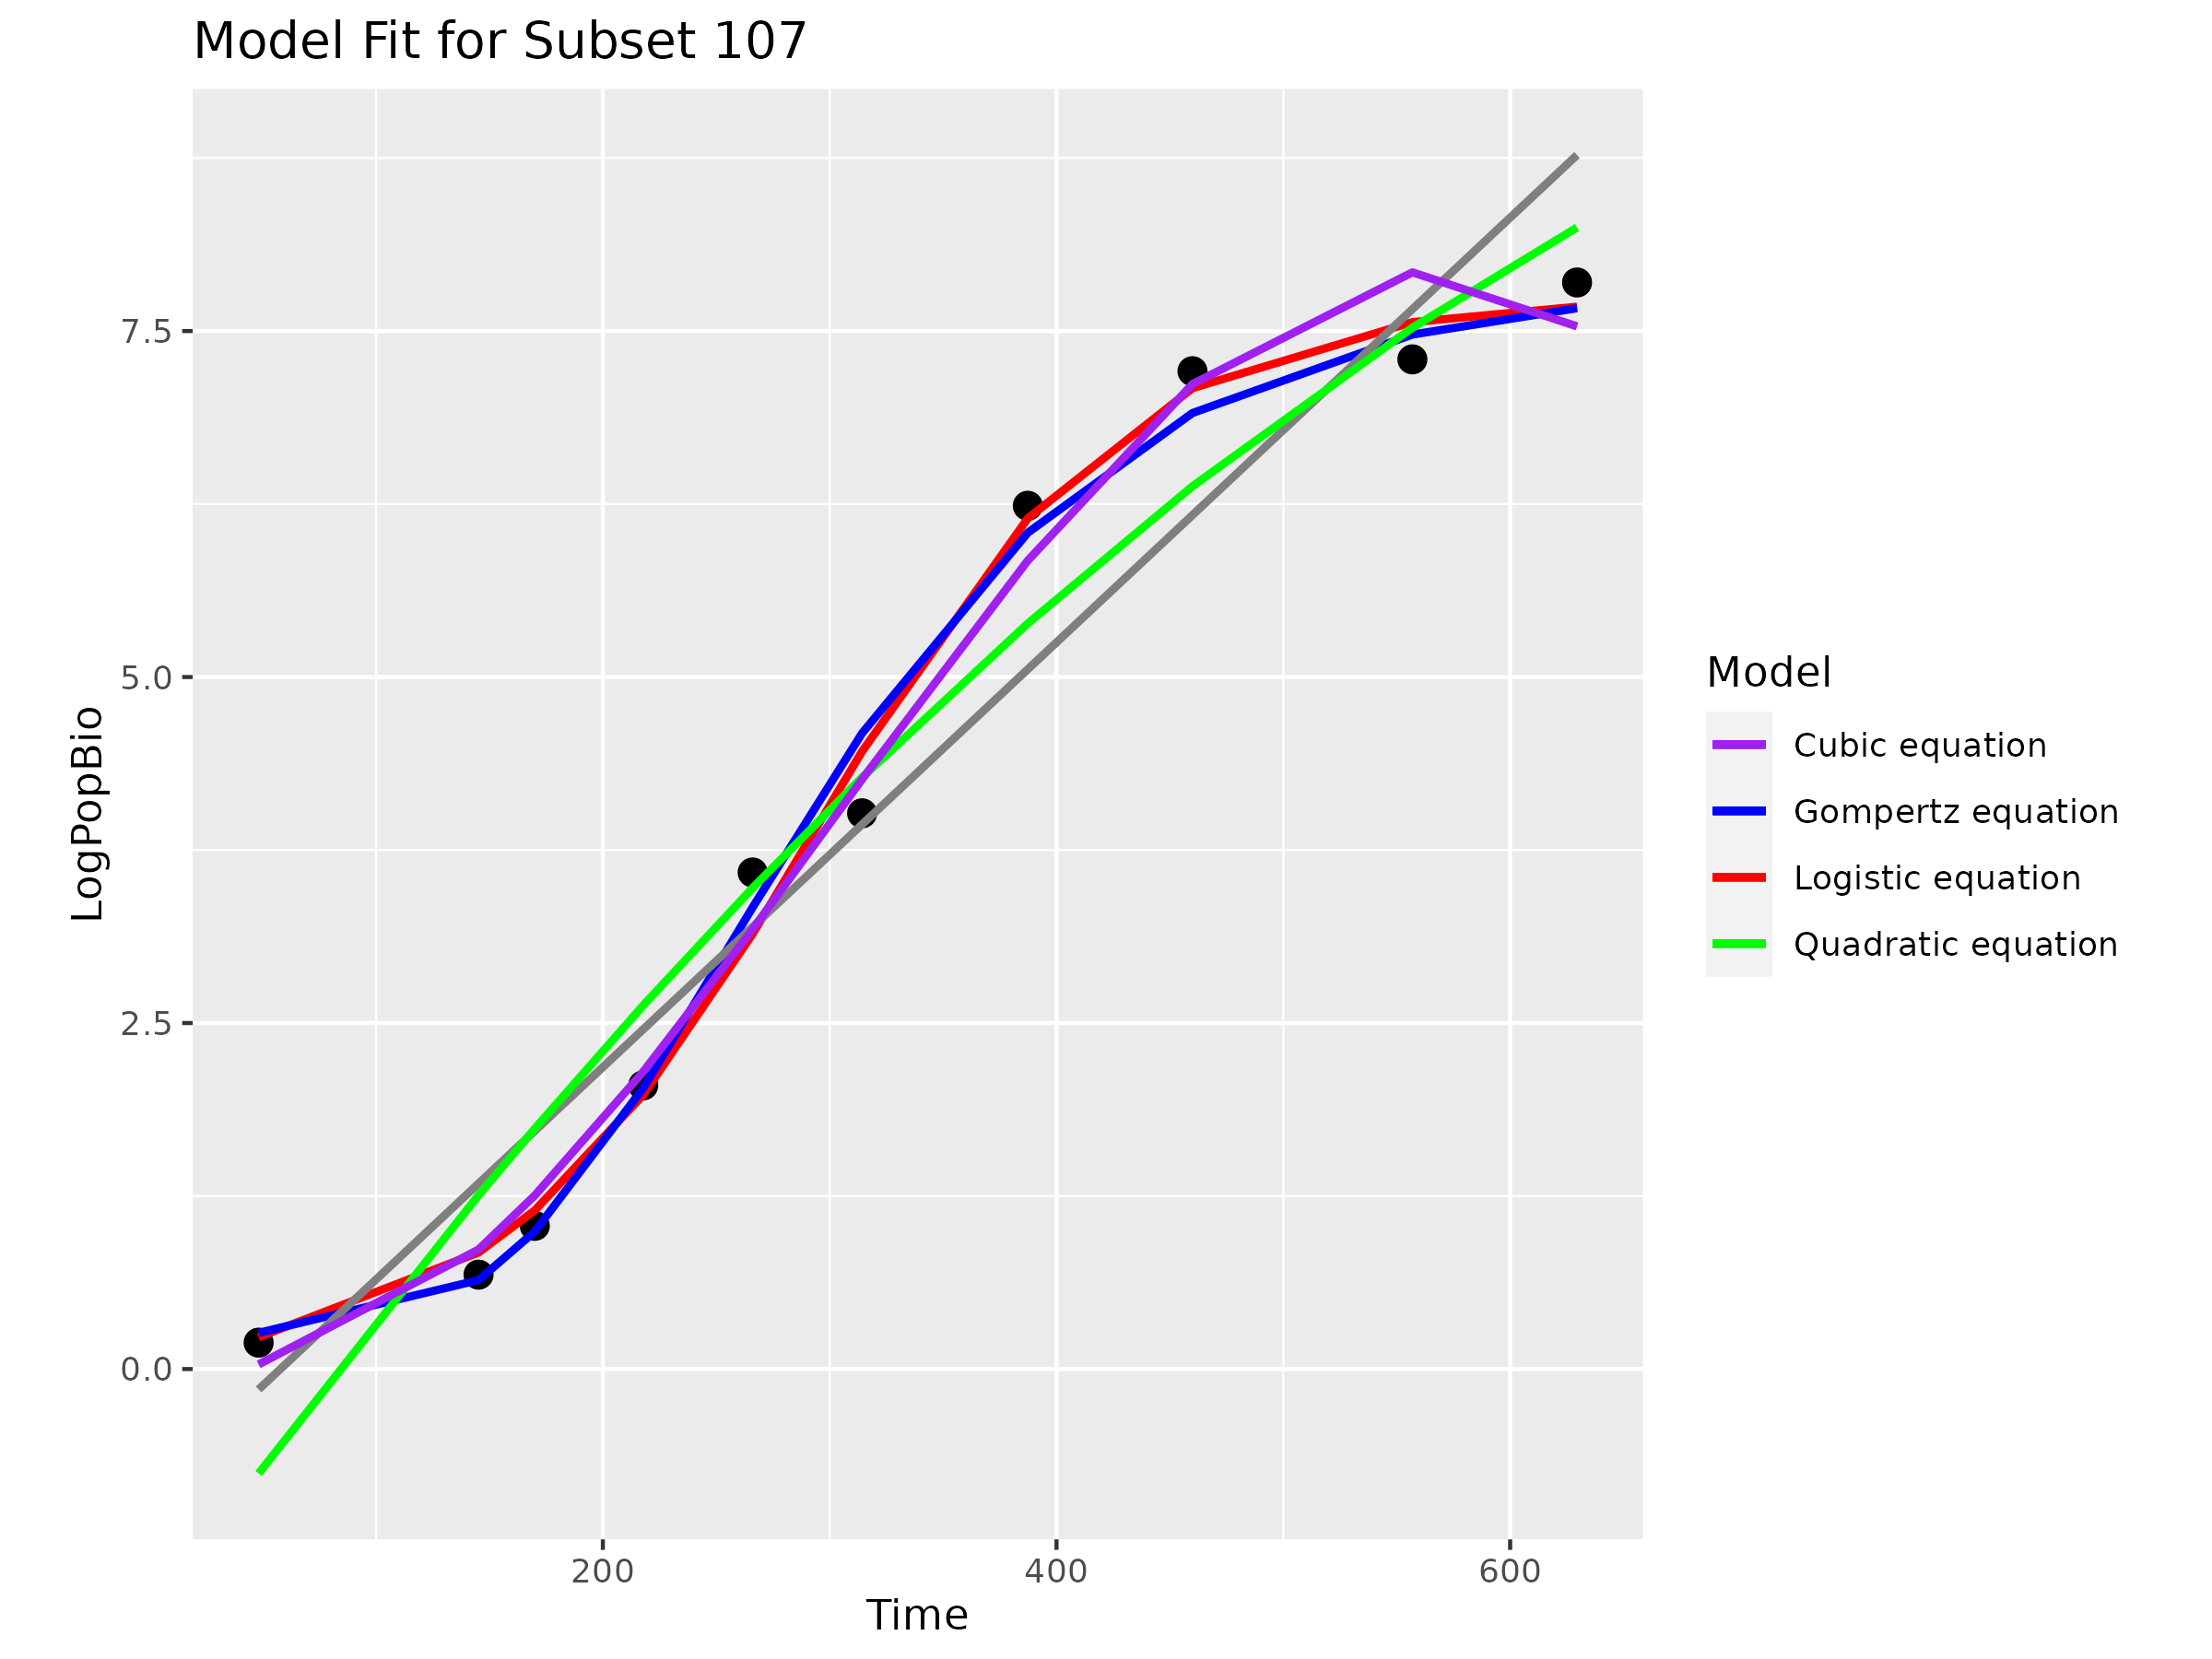 Model Fit for Subset 107
7.5
5.0
2.5
0.0
LogPopBio
200 400 600
Time
Model
Cubic equation
Gompertz equation
Logistic equation
Quadratic equation